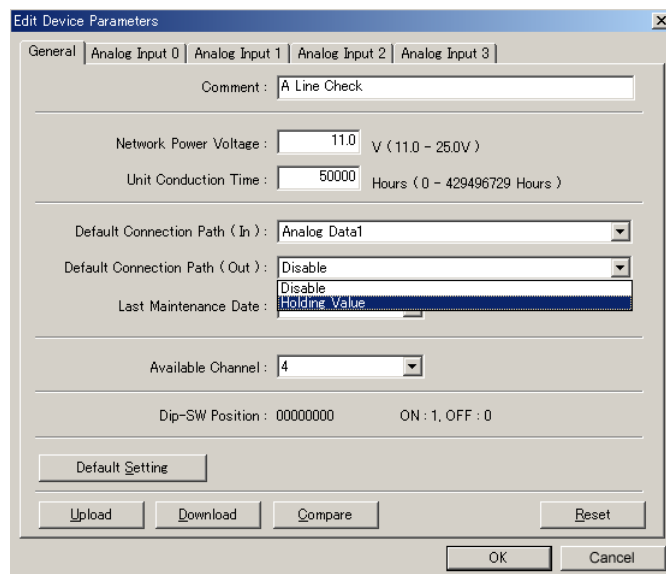 Edit Device Parameters
General Analog Input 0 Analog Input 1 Analog Input 2 Analog Input 3
Comment : A Line Check
Network Power Voltage : 11.0 V ( 11.0 - 25.0V )
Unit Conduction Time : 50000 Hours ( 0 - 429496729 Hours )
Default Connection Path ( In ) : Analog Data1
Default Connection Path ( Out ) : Disable
Disable
Last Maintenance Date : Holding Value
Available Channel : 4
Dip-SW Position : 00000000 ON : 1, OFF : 0
Default Setting
Upload Download Compare Reset
OK Cancel